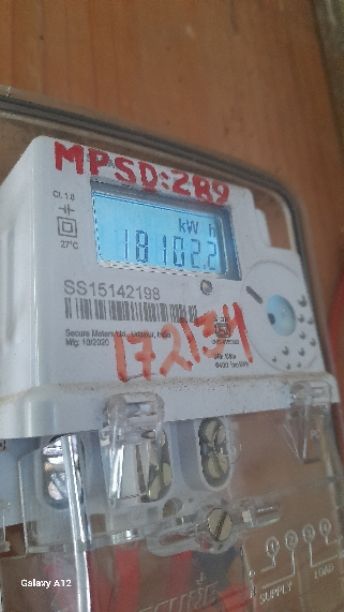 MPSD:289
Cl. 1.0
kW h
18102.2
27°C
SS15142198
Secure Meters Ltd., Udaipur, India
Mfg: 10/2020
172134
SUPPLY
LOAD
Galaxy A12